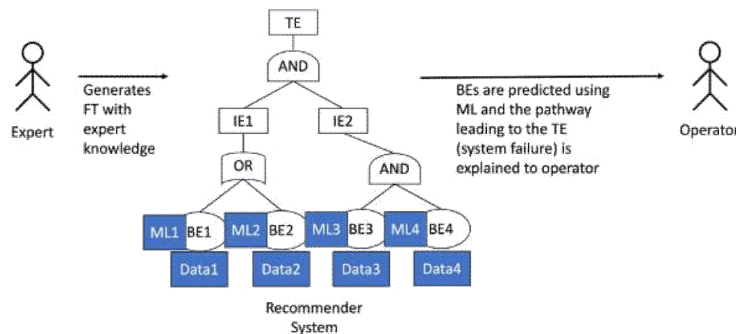 TE
AND
Generates
FT with
expert
knowledge
Expert
BEs are predicted using
ML and the pathway
leading to the TE
(system failure) is
explained to operator
Operator
IE1
IE2
OR
AND
ML1 BE1 ML2 BE2 ML3 BE3 ML4 BE4
Data1 Data2 Data3 Data4
Recommender
System